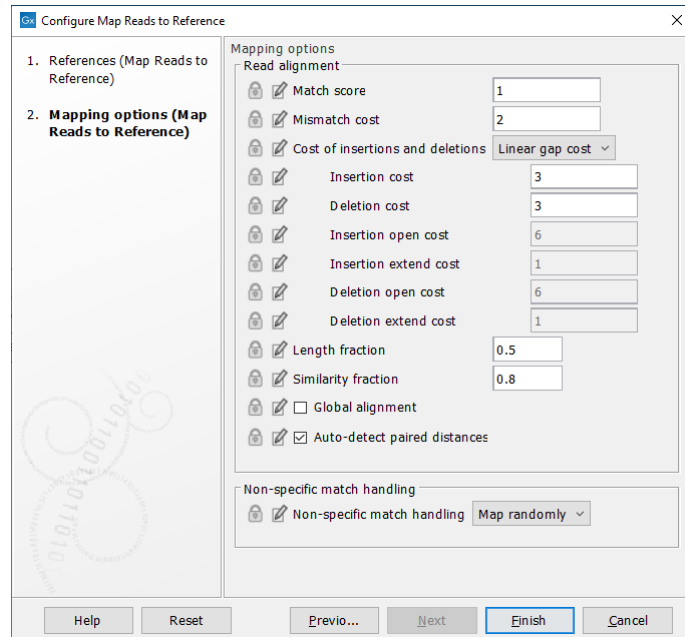 Gx Configure Map Reads to Reference
1. References (Map Reads to
Reference)
2. Mapping options (Map
Reads to Reference)
Mapping options
Read alignment
Match score 1
Mismatch cost 2
Cost of insertions and deletions Linear gap cost
Insertion cost 3
Deletion cost 3
Insertion open cost 6
Insertion extend cost 1
Deletion open cost 6
Deletion extend cost 1
Length fraction 0.5
Similarity fraction 0.8
Global alignment
Auto-detect paired distances
Non-specific match handling
Non-specific match handling Map randomly
Help Reset Previo... Next Finish Cancel